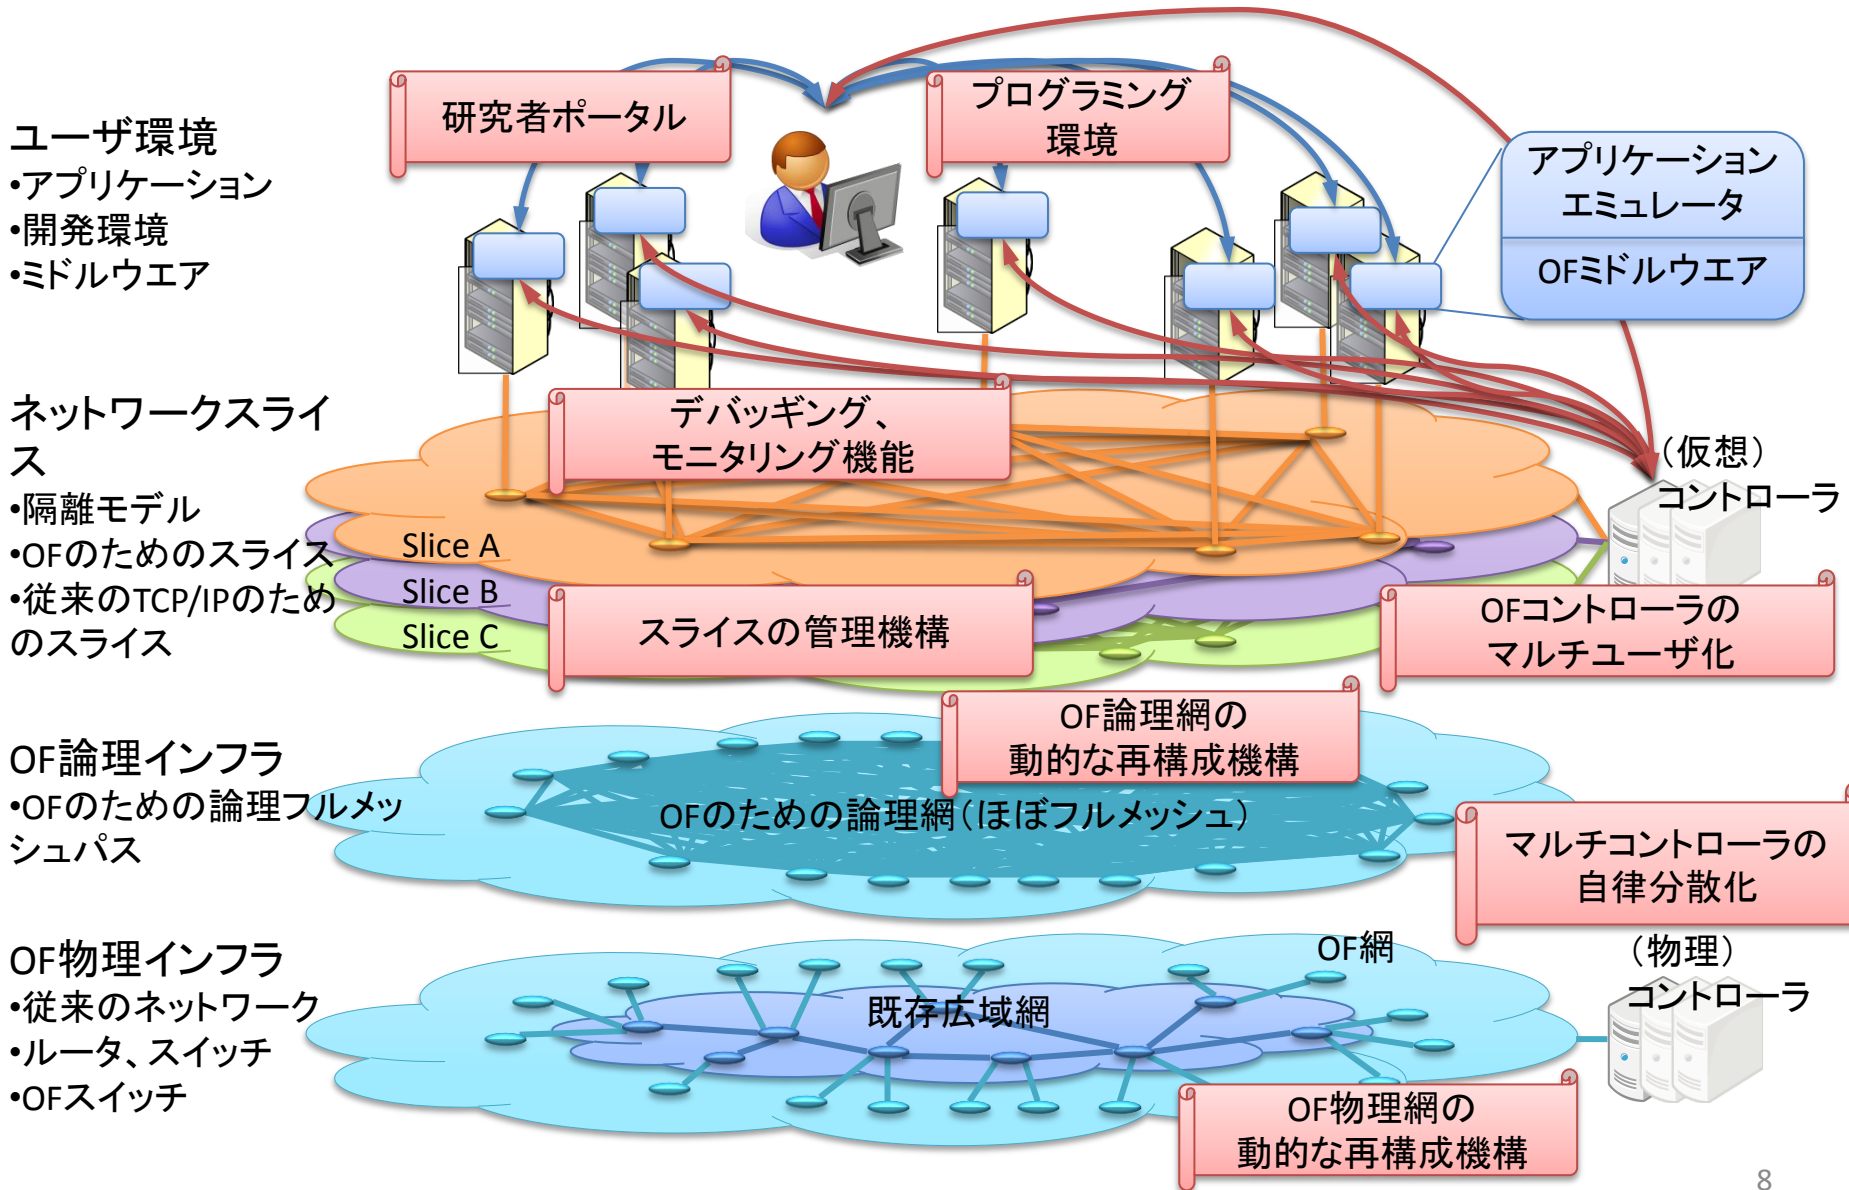 研究者ポータル
プログラミング
環境
ユーザ環境
•アプリケーション
•開発環境
•ミドルウエア
アプリケーション
エミュレータ
OFミドルウエア
デバッギング、
モニタリング機能
ネットワークスライ
ス
•隔離モデル
•OFのためのスライス
•従来のTCP/IPのため
のスライス
(仮想)
コントローラ
Slice A
Slice B
Slice C
スライスの管理機構
OFコントローラの
マルチユーザ化
OF論理網の
動的な再構成機構
OF論理インフラ
•OFのための論理フルメッ
シュパス
OFのための論理網(ほぼフルメッシュ)
マルチコントローラの
自律分散化
OF物理インフラ
•従来のネットワーク
•ルータ、スイッチ
•OFスイッチ
OF網
既存広域網
(物理)
コントローラ
OF物理網の
動的な再構成機構
8